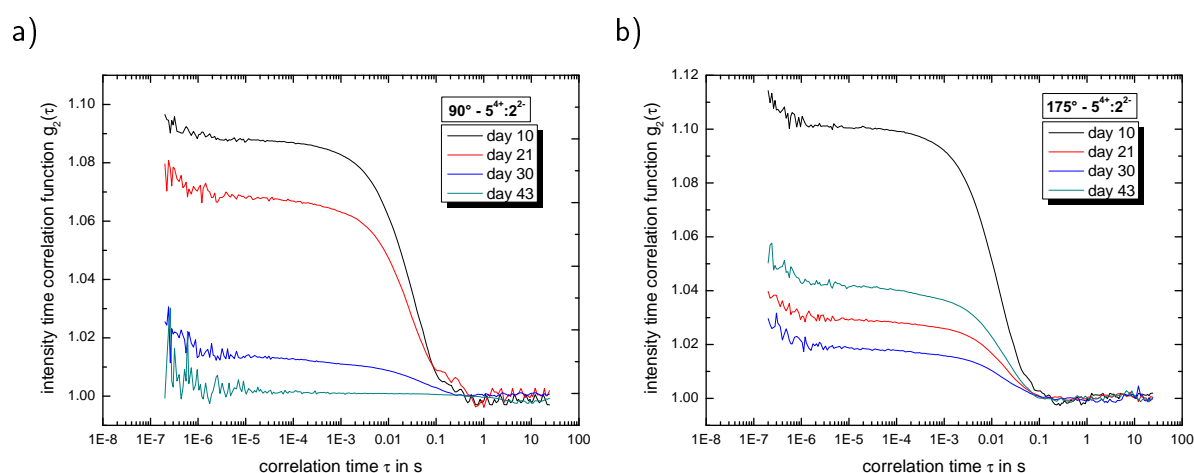 a)
intensity time correlation function g₂(τ)
1.10
1.08
1.06
1.04
1.02
1.00
90° - 5⁴⁺:2²⁻
day 10
day 21
day 30
day 43
1E-8 1E-7 1E-6 1E-5 1E-4 1E-3 0.01 0.1 1 10 100
correlation time τ in s
b)
intensity time correlation function g₂(τ)
1.12
1.10
1.08
1.06
1.04
1.02
1.00
175° - 5⁴⁺:2²⁻
day 10
day 21
day 30
day 43
1E-8 1E-7 1E-6 1E-5 1E-4 1E-3 0.01 0.1 1 10 100
correlation time τ in s